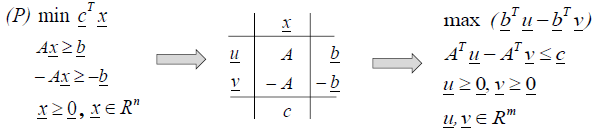 (P) min c^T x
Ax ≥ b
-Ax ≥ -b
x ≥ 0, x ∈ R^n
x
u A b
v -A -b
c
max (b^T u - b^T v)
A^T u - A^T v ≤ c
u ≥ 0, v ≥ 0
u, v ∈ R^m